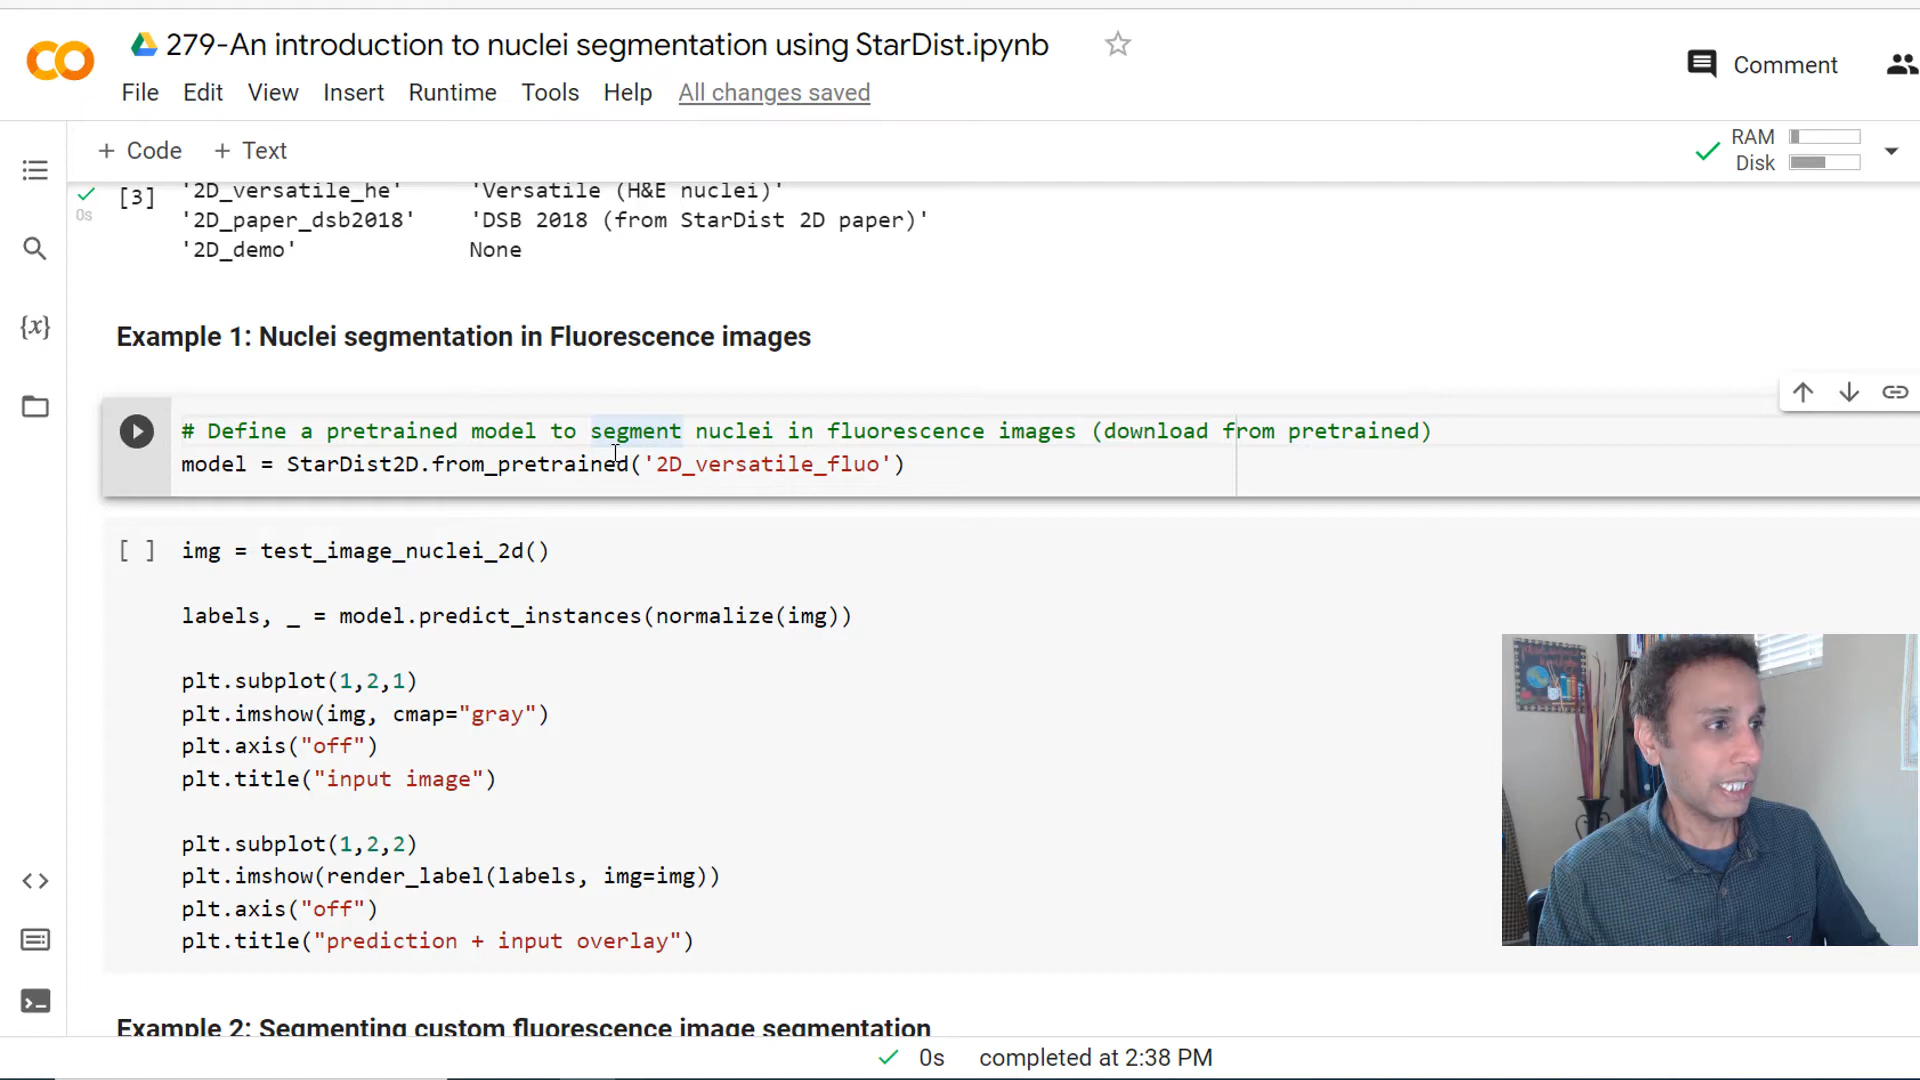 279-An introduction to nuclei segmentation using StarDist.ipynb
Comment
File Edit View Insert Runtime Tools Help All changes saved
+ Code + Text
RAM
Disk
[3] '2D_versatile_he' 'Versatile (H&E nuclei)'
0s
'2D_paper_dsb2018' 'DSB 2018 (from StarDist 2D paper)'
'2D_demo' None
{x}
Example 1: Nuclei segmentation in Fluorescence images
# Define a pretrained model to segment nuclei in fluorescence images (download from pretrained)
model = StarDist2D.from_pretrained('2D_versatile_fluo')
[ ] img = test_image_nuclei_2d()
labels, _ = model.predict_instances(normalize(img))
plt.subplot(1,2,1)
plt.imshow(img, cmap="gray")
plt.axis("off")
plt.title("input image")
plt.subplot(1,2,2)
plt.imshow(render_label(labels, img=img))
plt.axis("off")
plt.title("prediction + input overlay")
Example 2: Segmenting custom fluorescence image segmentation
0s completed at 2:38 PM